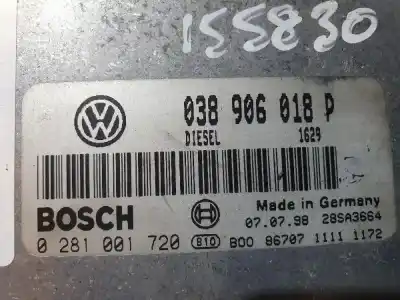 155830
038 906 018 P
DIESEL 1629
BOSCH
Made in Germany
07.07.98 28SA3664
0 281 001 720 B10 B00 86707 1111 1172